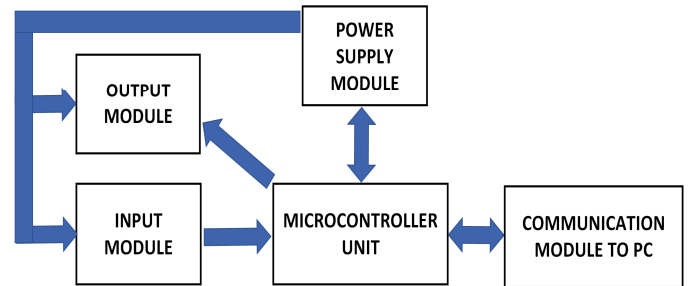 POWER
SUPPLY
MODULE
OUTPUT
MODULE
INPUT
MODULE
MICROCONTROLLER
UNIT
COMMUNICATION
MODULE TO PC